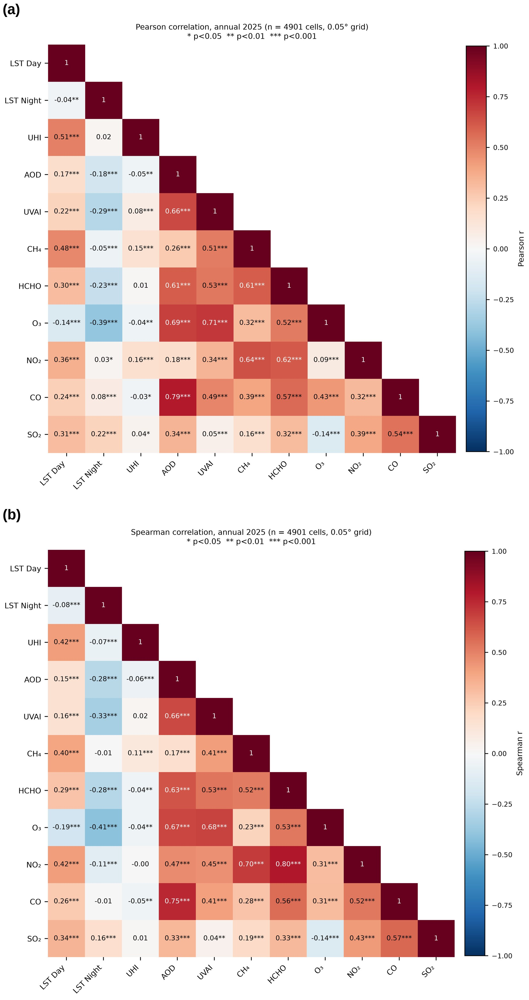 (a)
Pearson correlation, annual 2025 (n = 4901 cells, 0.05° grid)
* p<0.05  ** p<0.01  *** p<0.001
LST Day 1
LST Night -0.04** 1
UHI 0.51*** 0.02 1
AOD 0.17*** -0.18*** -0.05** 1
UVAI 0.22*** -0.29*** 0.08*** 0.66*** 1
CH₄ 0.48*** -0.05*** 0.15*** 0.26*** 0.51*** 1
HCHO 0.30*** -0.23*** 0.01 0.61*** 0.53*** 0.61*** 1
O₃ -0.14*** -0.39*** -0.04** 0.69*** 0.71*** 0.32*** 0.52*** 1
NO₂ 0.36*** 0.03* 0.16*** 0.18*** 0.34*** 0.64*** 0.62*** 0.09*** 1
CO 0.24*** 0.08*** -0.03* 0.79*** 0.49*** 0.39*** 0.57*** 0.43*** 0.32*** 1
SO₂ 0.31*** 0.22*** 0.04* 0.34*** 0.05*** 0.16*** 0.32*** -0.14*** 0.39*** 0.54*** 1
LST Day LST Night UHI AOD UVAI CH₄ HCHO O₃ NO₂ CO SO₂
1.00
0.75
0.50
0.25
0.00
−0.25
−0.50
−0.75
−1.00
Pearson r
(b)
Spearman correlation, annual 2025 (n = 4901 cells, 0.05° grid)
* p<0.05  ** p<0.01  *** p<0.001
LST Day 1
LST Night -0.08*** 1
UHI 0.42*** -0.07*** 1
AOD 0.15*** -0.28*** -0.06*** 1
UVAI 0.16*** -0.33*** 0.02 0.66*** 1
CH₄ 0.40*** -0.01 0.11*** 0.17*** 0.41*** 1
HCHO 0.29*** -0.28*** -0.04** 0.63*** 0.53*** 0.52*** 1
O₃ -0.19*** -0.41*** -0.04** 0.67*** 0.68*** 0.23*** 0.53*** 1
NO₂ 0.42*** -0.11*** -0.00 0.47*** 0.45*** 0.70*** 0.80*** 0.31*** 1
CO 0.26*** -0.01 -0.05** 0.75*** 0.41*** 0.28*** 0.56*** 0.31*** 0.52*** 1
SO₂ 0.34*** 0.16*** 0.01 0.33*** 0.04** 0.19*** 0.33*** -0.14*** 0.43*** 0.57*** 1
LST Day LST Night UHI AOD UVAI CH₄ HCHO O₃ NO₂ CO SO₂
1.00
0.75
0.50
0.25
0.00
−0.25
−0.50
−0.75
−1.00
Spearman r